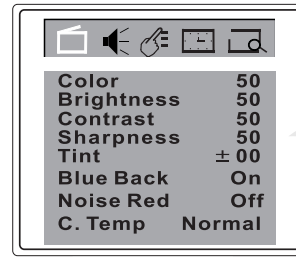 Color 50
Brightness 50
Contrast 50
Sharpness 50
Tint ± 00
Blue Back On
Noise Red Off
C. Temp Normal